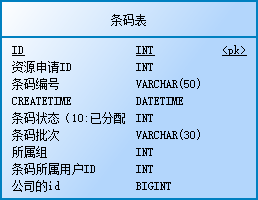 条码表
ID INT <pk>
资源申请ID INT
条码编号 VARCHAR(50)
CREATETIME DATETIME
条码状态（10:已分配 INT
条码批次 VARCHAR(30)
所属组 INT
条码所属用户ID INT
公司的id BIGINT